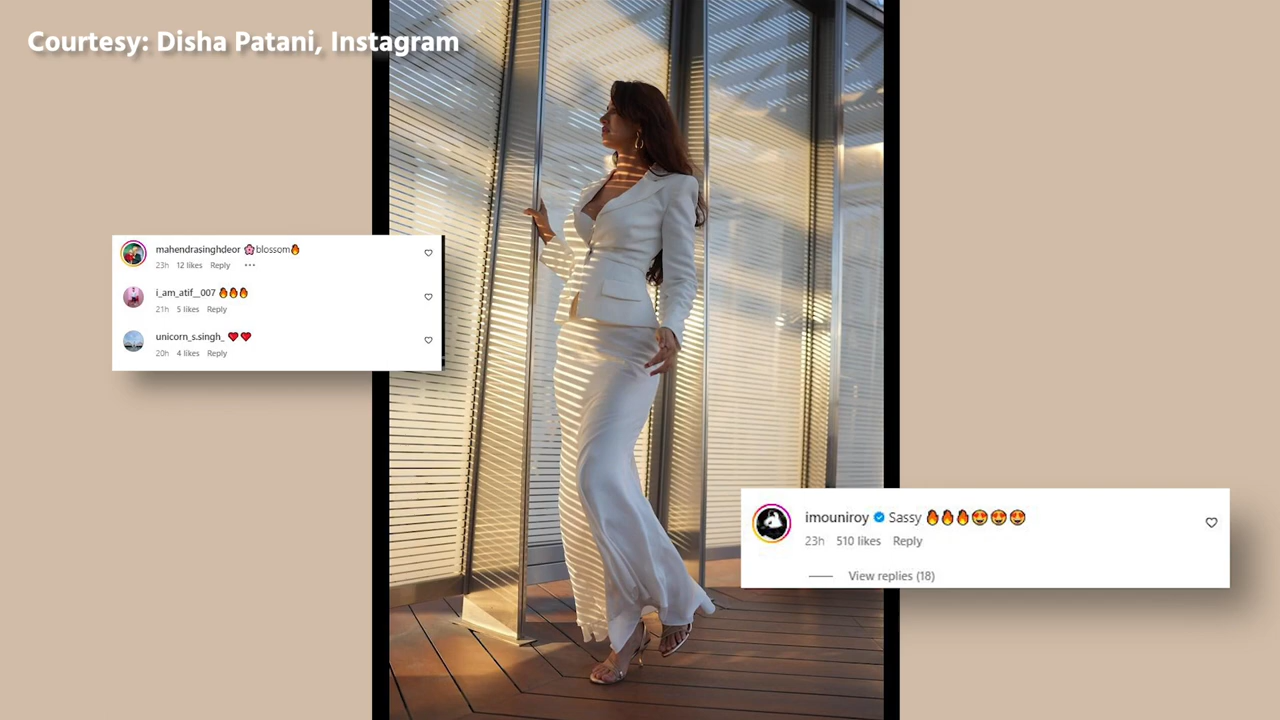 Courtesy: Disha Patani, Instagram
mahendrasinghdeor 🌸blossom🔥
23h 12 likes Reply ...
i_am_atif__007 🔥🔥🔥
21h 5 likes Reply
unicorn_s.singh_ ❤️❤️
20h 4 likes Reply
imouniroy Sassy 🔥🔥🔥😍😍😍
23h 510 likes Reply
View replies (18)